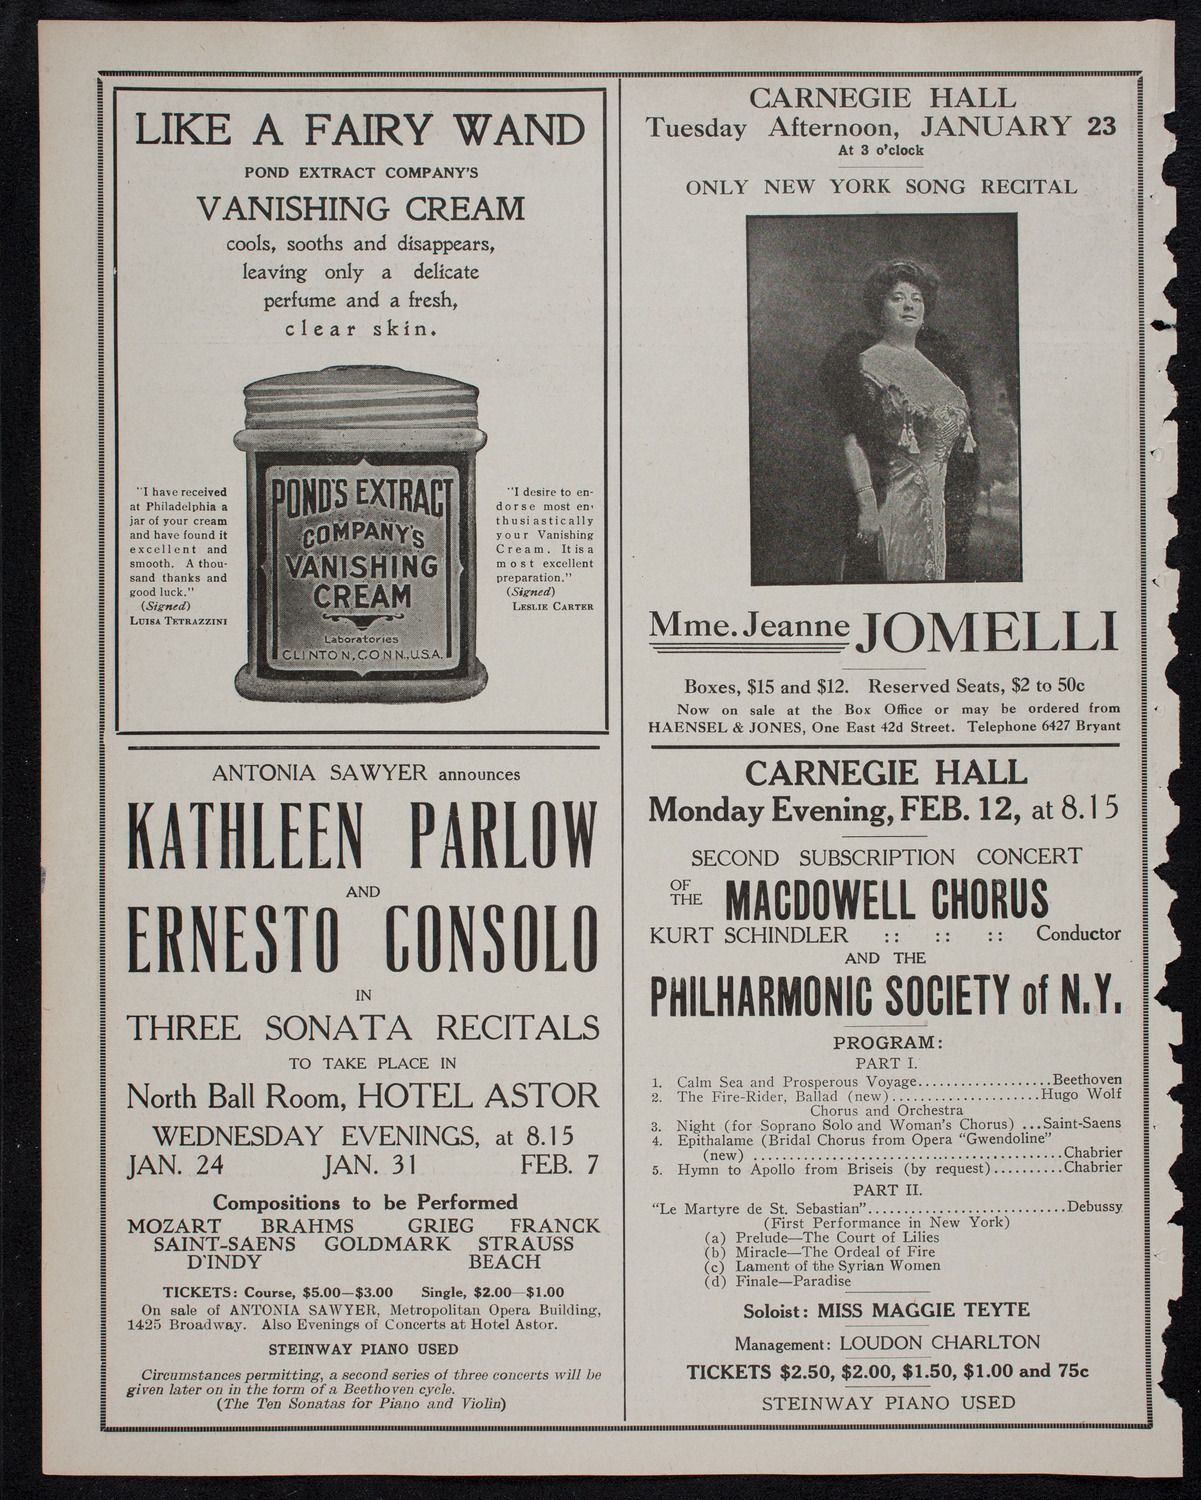 LIKE A FAIRY WAND
POND EXTRACT COMPANY'S
VANISHING CREAM
cools, sooths and disappears,
leaving only a delicate
perfume and a fresh,
clear skin.
"I have received
at Philadelphia a
jar of your cream
and have found it
excellent and
smooth. A thou-
sand thanks and
good luck."
(Signed)
LUISA TETRAZZINI
POND'S EXTRACT
COMPANY'S
VANISHING
CREAM
Laboratories
CLINTON, CONN., U.S.A.
"I desire to en-
dorse most en-
thusiastically
your Vanishing
Cream. It is a
most excellent
preparation."
(Signed)
LESLIE CARTER
ANTONIA SAWYER announces
KATHLEEN PARLOW
AND
ERNESTO CONSOLO
IN
THREE SONATA RECITALS
TO TAKE PLACE IN
North Ball Room, HOTEL ASTOR
WEDNESDAY EVENINGS, at 8.15
JAN. 24 JAN. 31 FEB. 7
Compositions to be Performed
MOZART BRAHMS GRIEG FRANCK
SAINT-SAENS GOLDMARK STRAUSS
D'INDY BEACH
TICKETS: Course, $5.00—$3.00 Single, $2.00—$1.00
On sale of ANTONIA SAWYER, Metropolitan Opera Building,
1425 Broadway. Also Evenings of Concerts at Hotel Astor.
STEINWAY PIANO USED
Circumstances permitting, a second series of three concerts will be
given later on in the form of a Beethoven cycle.
(The Ten Sonatas for Piano and Violin)
CARNEGIE HALL
Tuesday Afternoon, JANUARY 23
At 3 o'clock
ONLY NEW YORK SONG RECITAL
Mme. Jeanne JOMELLI
Boxes, $15 and $12. Reserved Seats, $2 to 50c
Now on sale at the Box Office or may be ordered from
HAENSEL & JONES, One East 42d Street. Telephone 6427 Bryant
CARNEGIE HALL
Monday Evening, FEB. 12, at 8.15
SECOND SUBSCRIPTION CONCERT
OF THE MACDOWELL CHORUS
KURT SCHINDLER :: :: :: Conductor
AND THE
PHILHARMONIC SOCIETY of N.Y.
PROGRAM:
PART I.
1. Calm Sea and Prosperous Voyage..................Beethoven
2. The Fire-Rider, Ballad (new)....................Hugo Wolf
Chorus and Orchestra
3. Night (for Soprano Solo and Woman's Chorus) ...Saint-Saens
4. Epithalame (Bridal Chorus from Opera "Gwendoline"
(new) ..........................................Chabrier
5. Hymn to Apollo from Briseis (by request)..........Chabrier
PART II.
"Le Martyre de St. Sebastian"...........................Debussy
(First Performance in New York)
(a) Prelude—The Court of Lilies
(b) Miracle—The Ordeal of Fire
(c) Lament of the Syrian Women
(d) Finale—Paradise
Soloist: MISS MAGGIE TEYTE
Management: LOUDON CHARLTON
TICKETS $2.50, $2.00, $1.50, $1.00 and 75c
STEINWAY PIANO USED